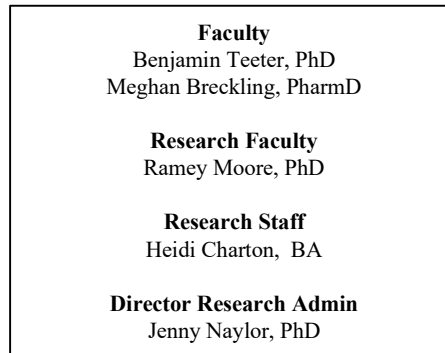 Faculty
Benjamin Teeter, PhD
Meghan Breckling, PharmD
Research Faculty
Ramey Moore, PhD
Research Staff
Heidi Charton,  BA
Director Research Admin
Jenny Naylor, PhD